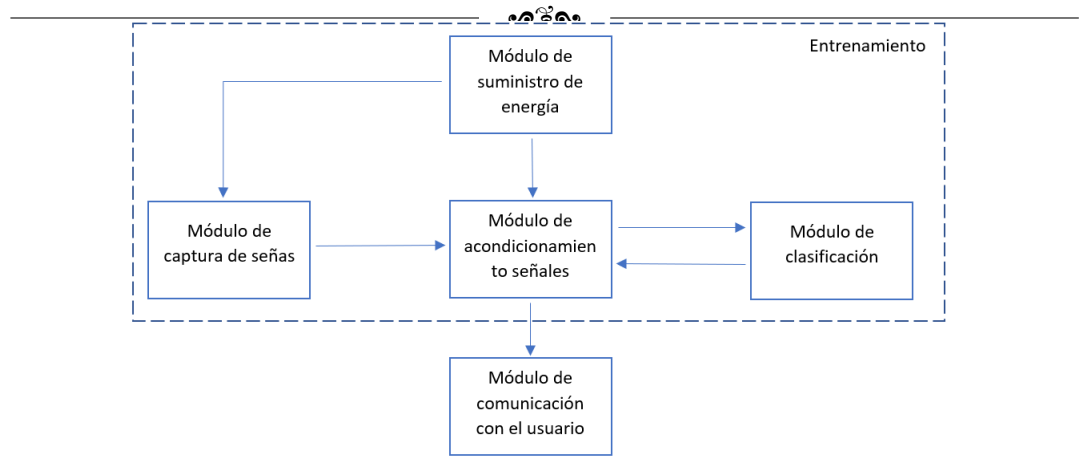 Entrenamiento
Módulo de
suministro de
energía
Módulo de
captura de señas
Módulo de
acondicionamien
to señales
Módulo de
clasificación
Módulo de
comunicación
con el usuario